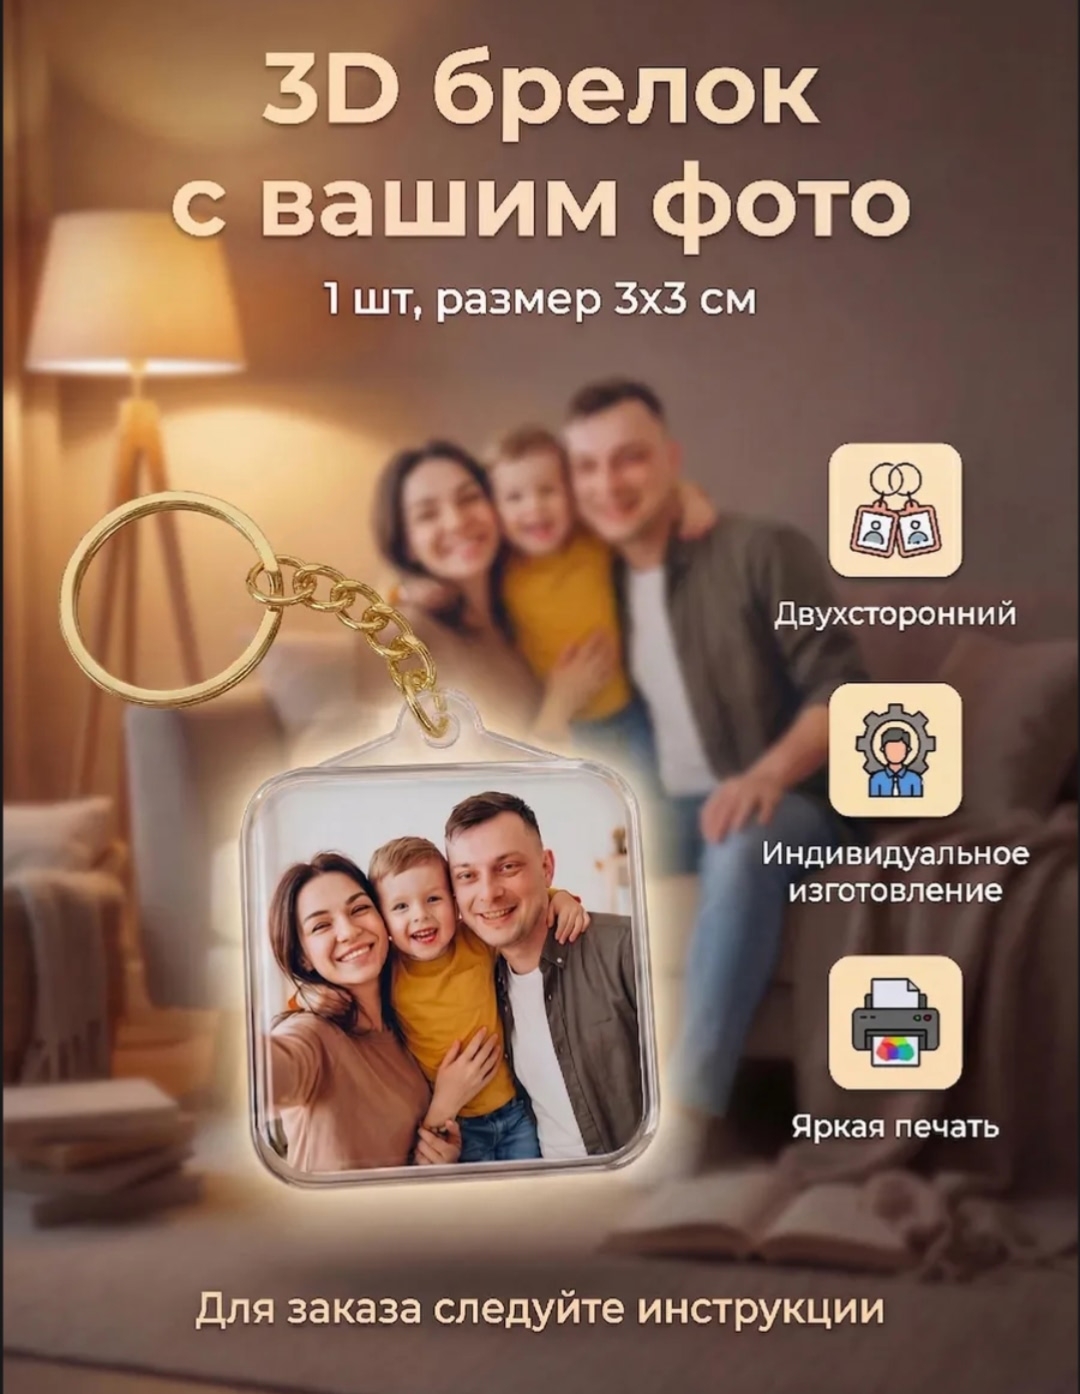 3D брелок
с вашим фото
1 шт, размер 3х3 см
Двухсторонний
Индивидуальное
изготовление
Яркая печать
Для заказа следуйте инструкции